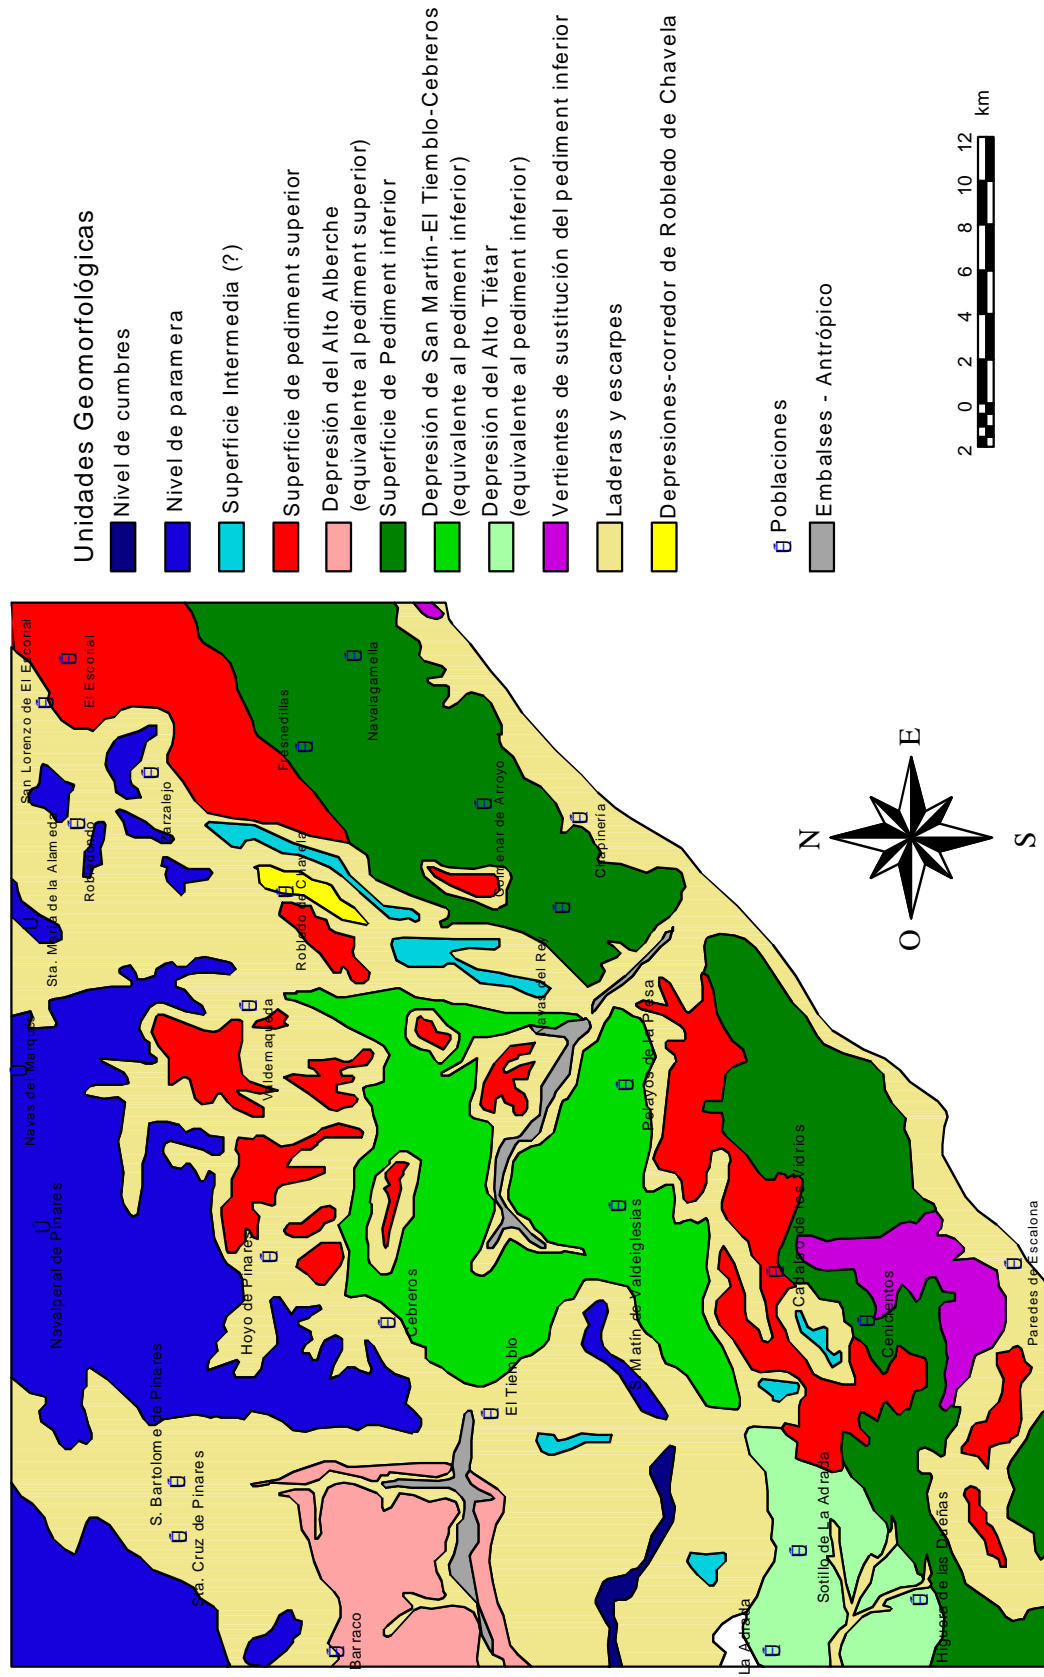 Unidades Geomorfológicas
Nivel de cumbres
Nivel de paramera
Superficie Intermedia (?)
Superficie de pediment superior
Depresión del Alto Alberche
(equivalente al pediment superior)
Superficie de Pediment inferior
Depresión de San Martín-El Tiemblo-Cebreros
(equivalente al pediment inferior)
Depresión del Alto Tiétar
(equivalente al pediment inferior)
Vertientes de sustitución del pediment inferior
Laderas y escarpes
Depresiones-corredor de Robledo de Chavela
Poblaciones
Embalses - Antrópico
2 0 2 4 6 8 10 12 km
N
O E
S
San Lorenzo de El Escorial
El Escorial
Sta. María de la Alameda
Robledondo
Zarzalejo
Fresnedillas
Navalagamella
Navas del Marqués
Robledo de Chavela
Colmenar de Arroyo
Chapinería
Navalperal de Pinares
Valdemaqueda
Navas del Rey
Hoyo de Pinares
Pelayos de la Presa
S. Bartolome de Pinares
Sta. Cruz de Pinares
Cebreros
El Tiemblo
S. Matín de Valdeiglesias
Cadalso de los Vidrios
Cenicientos
Paredes de Escalona
Barraco
La Adrada
Sotillo de La Adrada
Higuera de las Dueñas